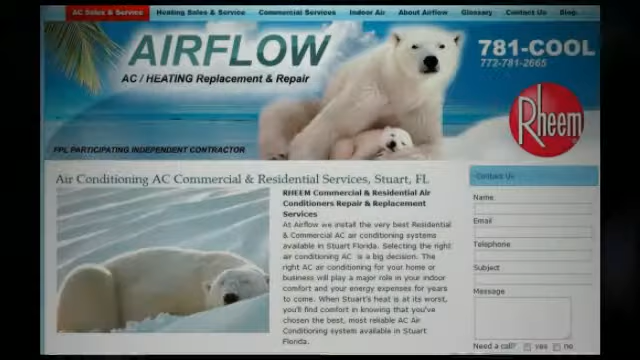 AC Sales & Service Heating Sales & Service Commercial Services Indoor Air About Airflow Glossary Contact Us Blog
AIRFLOW
AC / HEATING Replacement & Repair
781-COOL
772-781-2665
Rheem
FPL PARTICIPATING INDEPENDENT CONTRACTOR
Air Conditioning AC Commercial & Residential Services, Stuart, FL
RHEEM Commercial & Residential Air
Conditioners Repair & Replacement
Services
At Airflow we install the very best Residential
& Commercial AC air conditioning systems
available in Stuart Florida. Selecting the right
air conditioning AC is a big decision. The
right AC air conditioning for your home or
business will play a major role in your indoor
comfort and your energy expenses for years
to come. When Stuart's heat is at its worst,
you'll find comfort in knowing that you've
chosen the best, most reliable AC Air
Conditioning system available in Stuart
Florida.
Contact Us
Name
Email
Telephone
Subject
Message
Need a call? yes no